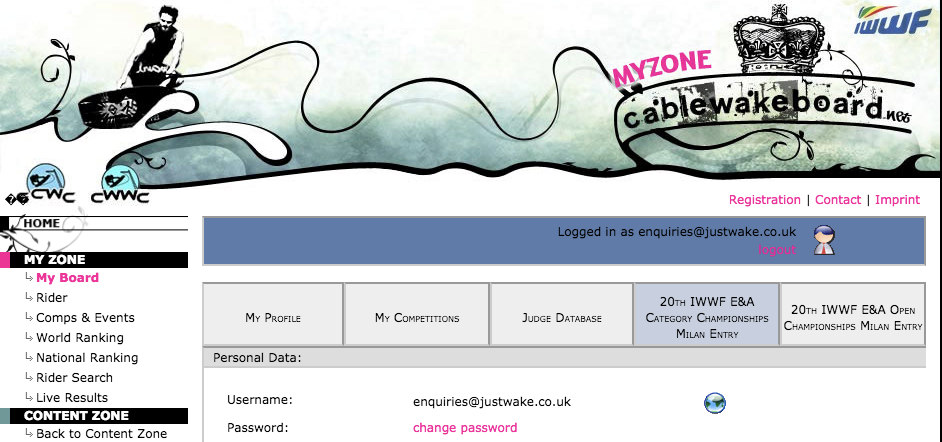 IWWF
MYZONE
cablewakeboard.net
CWC
CWWC
Registration | Contact | Imprint
HOME
Logged in as enquiries@justwake.co.uk
logout
MY ZONE
My Board
Rider
Comps & Events
World Ranking
National Ranking
Rider Search
Live Results
CONTENT ZONE
Back to Content Zone
My Profile
My Competitions
Judge Database
20th IWWF E&A
Category Championships
Milan Entry
20th IWWF E&A Open
Championships Milan Entry
Personal Data:
Username:
enquiries@justwake.co.uk
Password:
change password